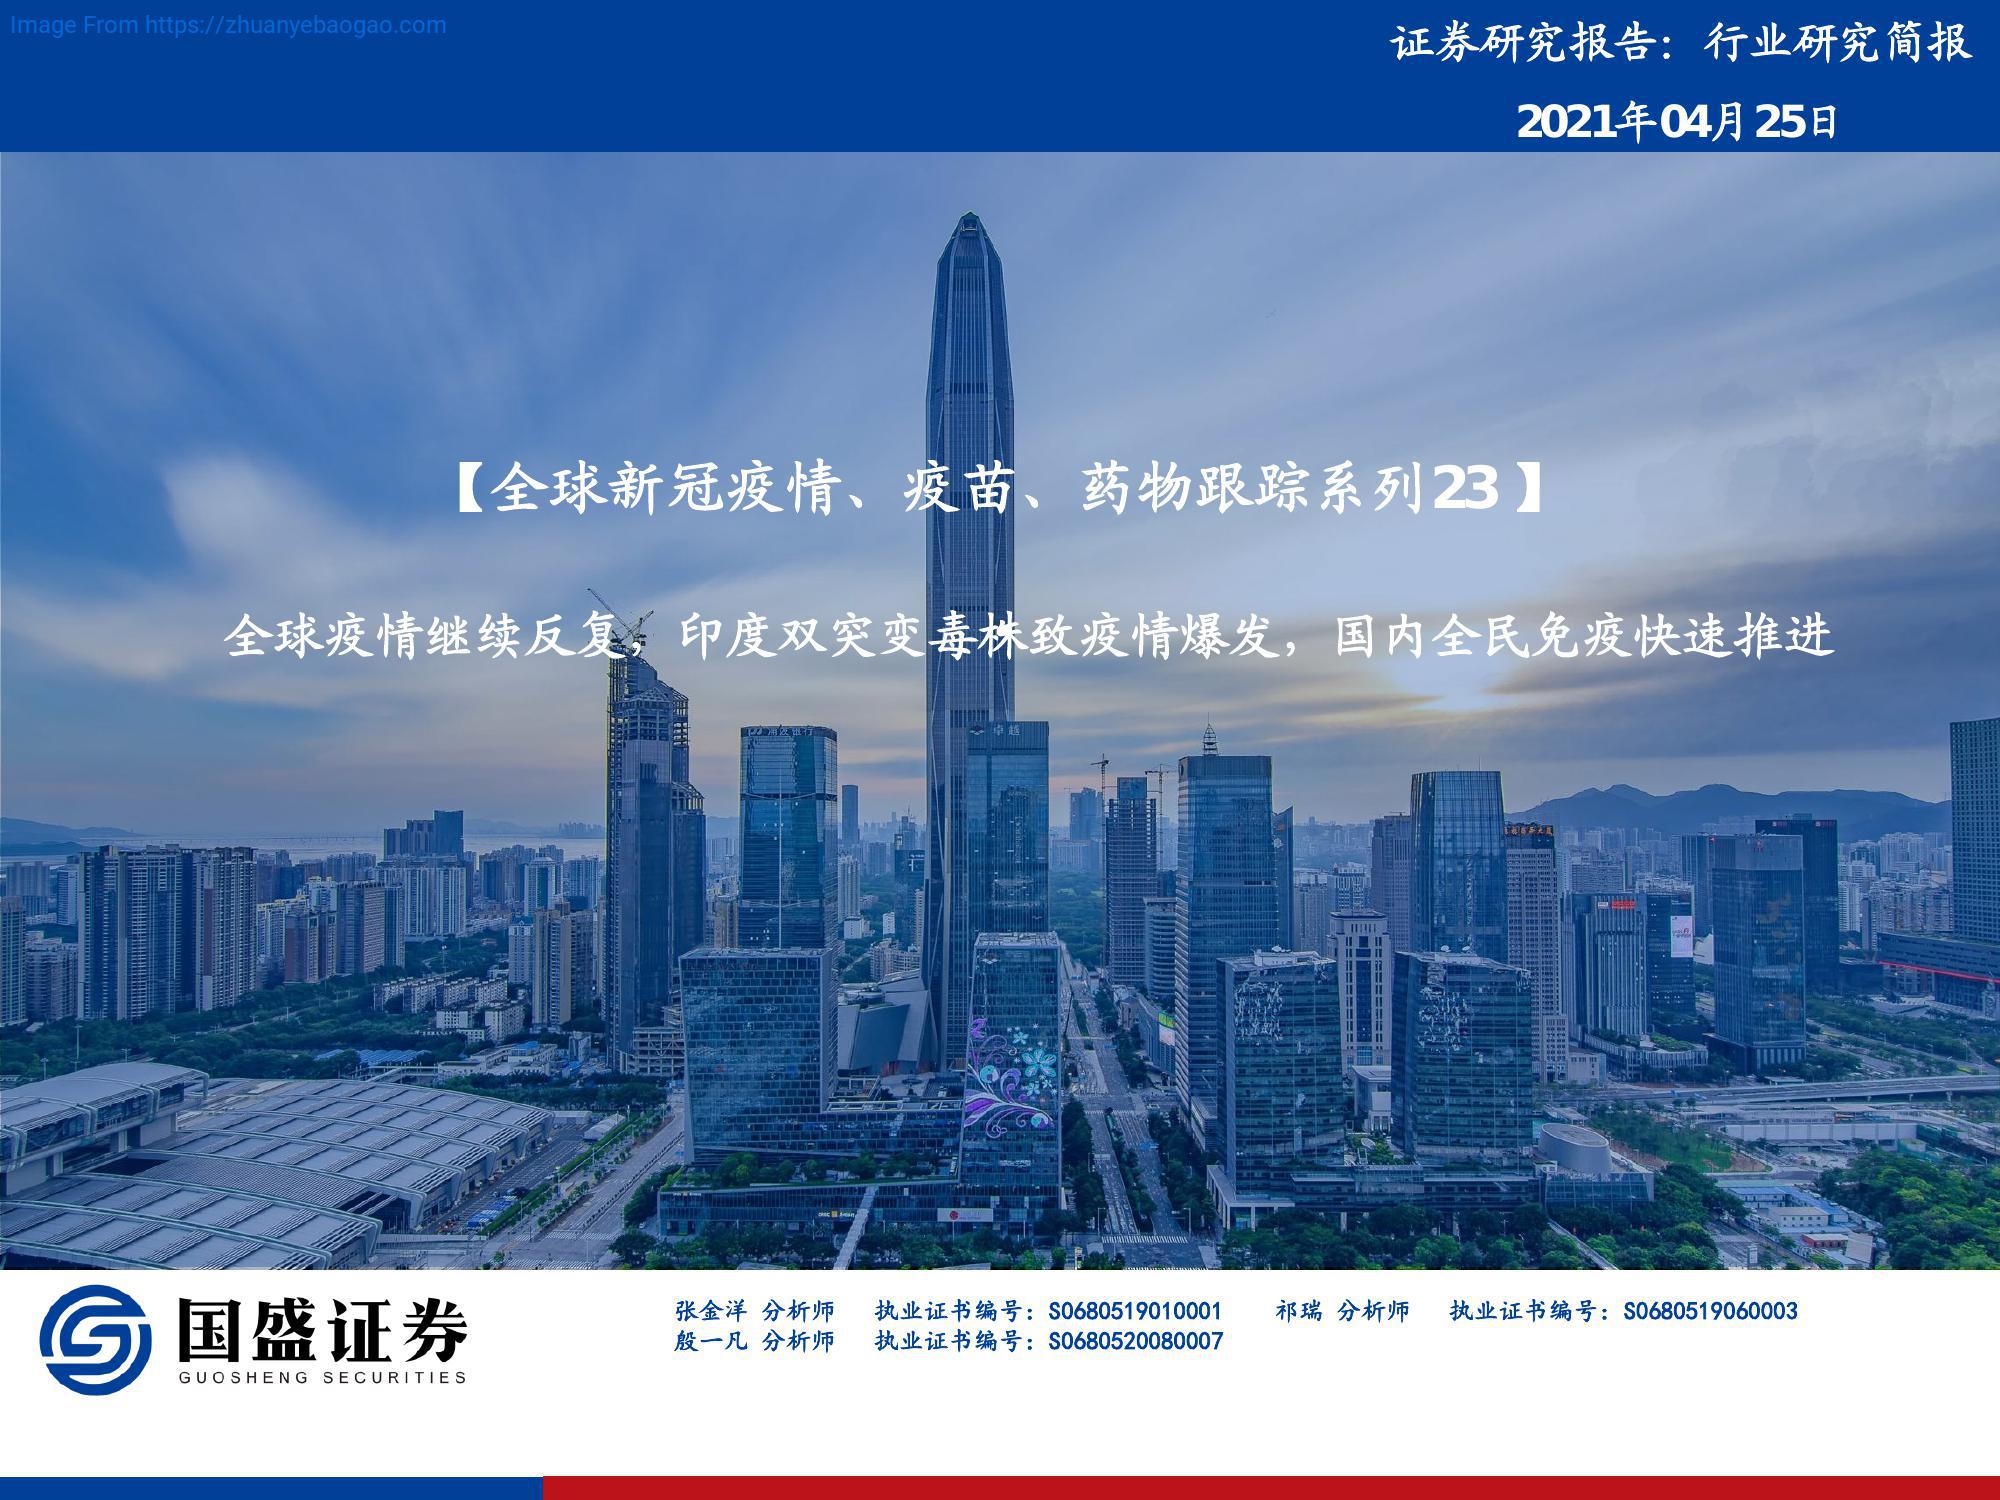 Image From https://zhuanyebaogao.com
证券研究报告：行业研究简报
2021年04月25日
【全球新冠疫情、疫苗、药物跟踪系列23】
全球疫情继续反复，印度双突变毒株致疫情爆发，国内全民免疫快速推进
浦发银行
卓越
国盛证券
GUOSHENG SECURITIES
张金洋 分析师 执业证书编号：S0680519010001 祁瑞 分析师 执业证书编号：S0680519060003
殷一凡 分析师 执业证书编号：S0680520080007